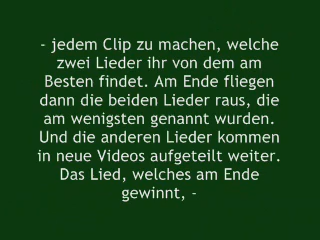 - jedem Clip zu machen, welche
zwei Lieder ihr von dem am
Besten findet. Am Ende fliegen
dann die beiden Lieder raus, die
am wenigsten genannt wurden.
Und die anderen Lieder kommen
in neue Videos aufgeteilt weiter.
Das Lied, welches am Ende
gewinnt, -